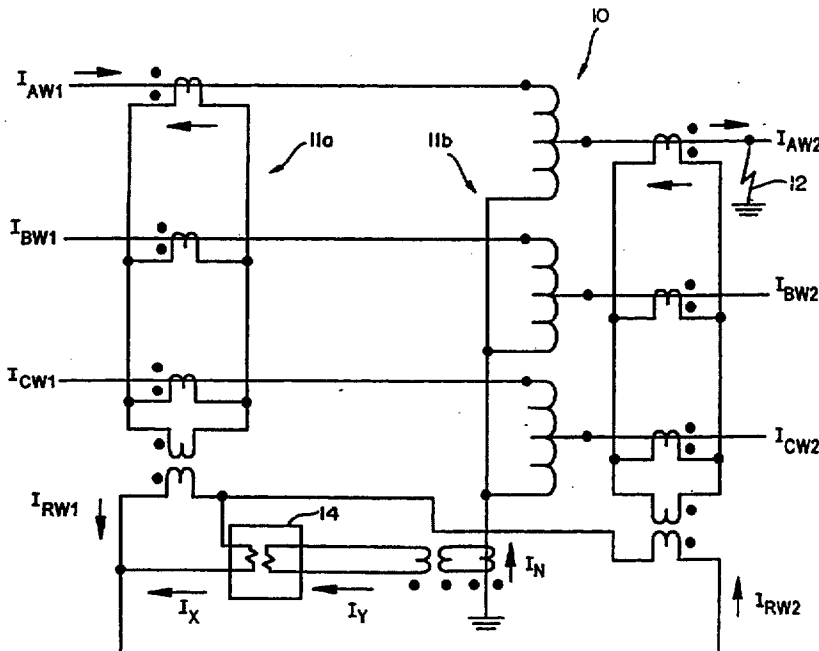 10
I_AW1
11a
11b
I_AW2
12
I_BW1
I_BW2
I_CW1
I_CW2
I_RW1
14
I_N
I_X
I_Y
I_RW2